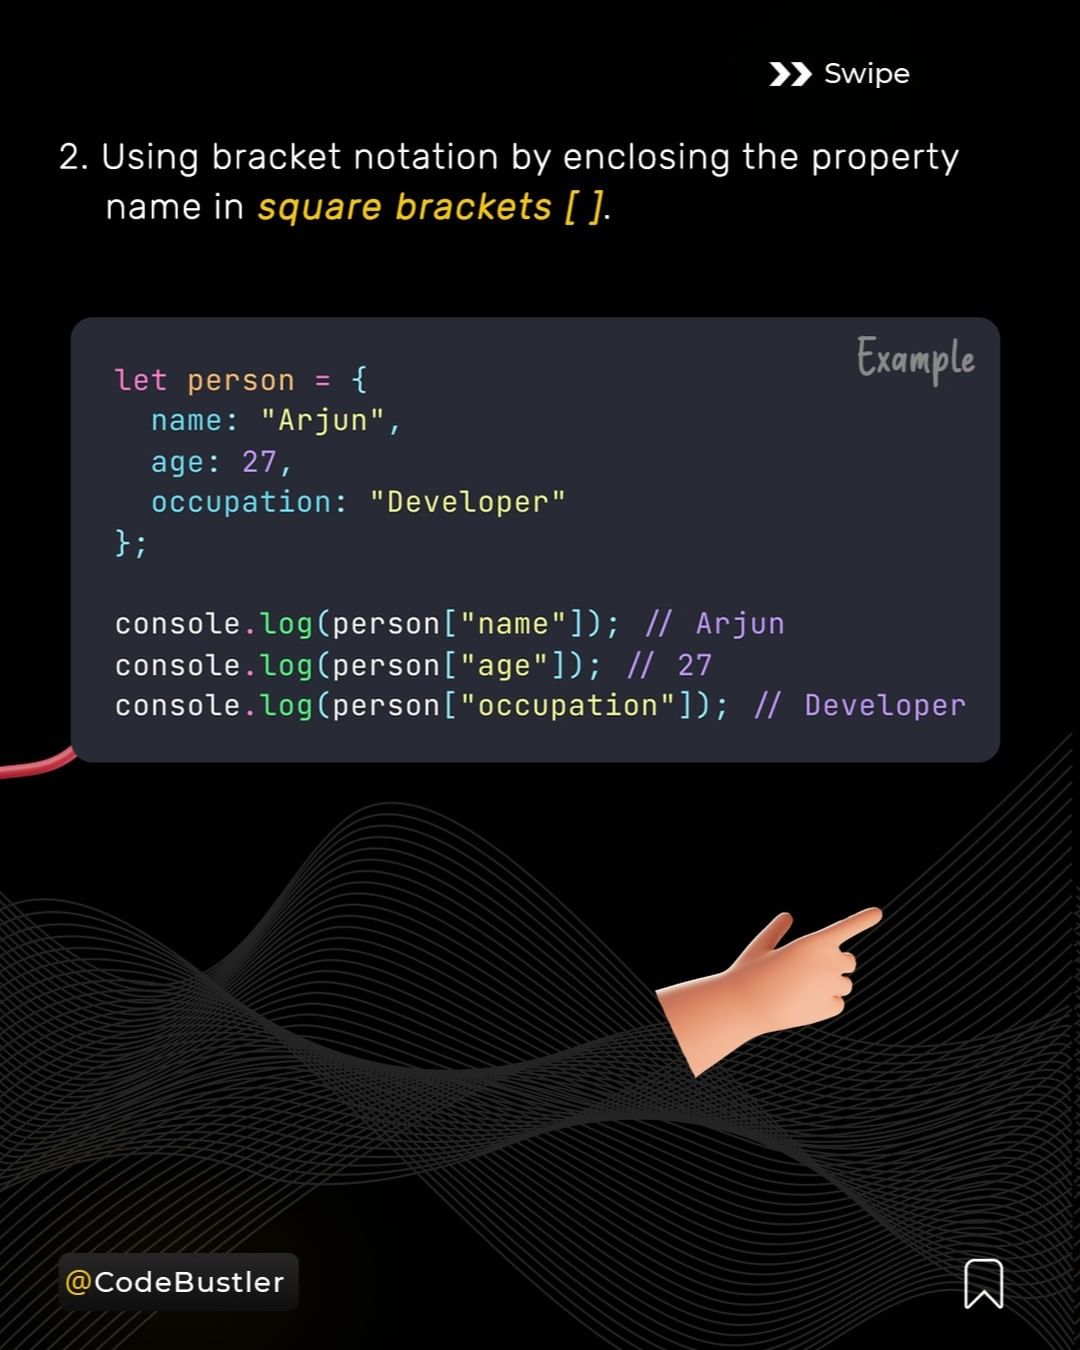 Swipe
2. Using bracket notation by enclosing the property
name in square brackets [ ].
Example
let person = {
  name: "Arjun",
  age: 27,
  occupation: "Developer"
};
console.log(person["name"]); // Arjun
console.log(person["age"]); // 27
console.log(person["occupation"]); // Developer
@CodeBustler